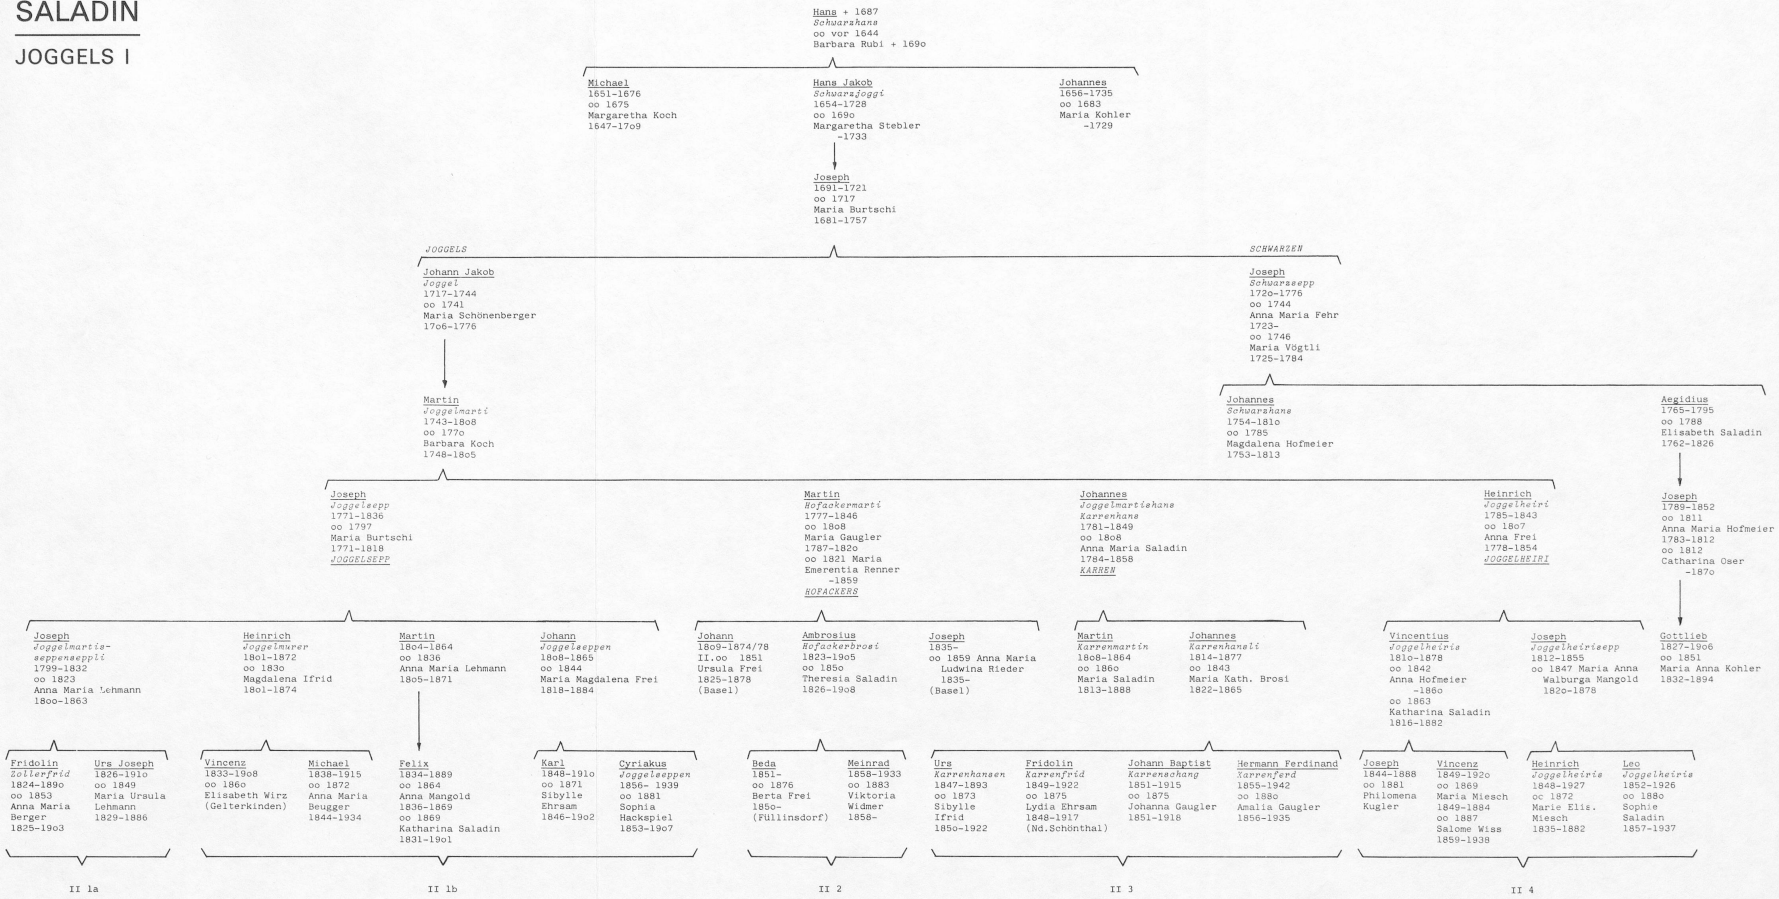 SALADIN
JOGGELS I
Hans + 1687
Schwarzhans
oo vor 1644
Barbara Rubi + 169o
Michael
1651-1676
oo 1675
Margaretha Koch
1647-17o9
Hans Jakob
Schwarzjoggi
1654-1728
oo 169o
Margaretha Stebler
-1733
Johannes
1656-1735
oo 1683
Maria Kohler
-1729
Joseph
1691-1721
oo 1717
Maria Burtschi
1681-1757
JOGGELS
Johann Jakob
Joggel
1717-1744
oo 1741
Maria Schönenberger
17o6-1776
SCHWARZEN
Joseph
Schwarzsepp
172o-1776
oo 1744
Anna Maria Fehr
1723-
oo 1746
Maria Vögtli
1725-1784
Martin
Joggelmarti
1743-18o8
oo 177o
Barbara Koch
1748-18o5
Johannes
Schwarzhans
1754-181o
oo 1785
Magdalena Hofmeier
1753-1813
Aegidius
1765-1795
oo 1788
Elisabeth Saladin
1762-1826
Joseph
Joggelsepp
1771-1836
oo 1797
Maria Burtschi
1771-1818
JOGGELSEPP
Martin
Hofackermarti
1777-1846
oo 18o8
Maria Gaugler
1787-182o
oo 1821 Maria
Emerentia Renner
-1859
HOFACKERS
Johannes
Joggelmartishans
Karrenhans
1781-1849
oo 18o8
Anna Maria Saladin
1784-1858
KARREN
Heinrich
Joggelheiri
1785-1843
oo 18o7
Anna Frei
1778-1854
JOGGELHEIRI
Joseph
1789-1852
oo 1811
Anna Maria Hofmeier
1783-1812
oo 1812
Catharina Oser
-187o
Joseph
Joggelmartis-
seppenseppli
1799-1832
oo 1823
Anna Maria Lehmann
18oo-1863
Heinrich
Joggelmurer
18o1-1872
oo 183o
Magdalena Ifrid
18o1-1874
Martin
18o4-1864
oo 1836
Anna Maria Lehmann
18o5-1871
Johann
Joggelseppen
18o8-1865
oo 1844
Maria Magdalena Frei
1818-1884
Johann
18o9-1874/78
II.oo 1851
Ursula Frei
1825-1878
(Basel)
Ambrosius
Hofackerbrosi
1823-19o5
oo 185o
Theresia Saladin
1826-19o8
Joseph
1835-
oo 1859 Anna Maria
Ludwina Rieder
1835-
(Basel)
Martin
Karrenmartin
18o8-1864
oo 186o
Maria Saladin
1813-1888
Johannes
Karrenhansli
1814-1877
oo 1843
Maria Kath. Brosi
1822-1865
Vincentius
Joggelheiris
181o-1878
oo 1842
Anna Hofmeier
-186o
oo 1863
Katharina Saladin
1816-1882
Joseph
Joggelheirisepp
1812-1855
oo 1847 Maria Anna
Walburga Mangold
182o-1878
Gottlieb
1827-19o6
oo 1851
Maria Anna Kohler
1832-1894
Fridolin
Zollerfrid
1824-189o
oo 1853
Anna Maria
Berger
1825-19o3
Urs Joseph
1826-191o
oo 1849
Maria Ursula
Lehmann
1829-1886
Vincenz
1833-19o8
oo 186o
Elisabeth Wirz
(Gelterkinden)
Michael
1838-1915
oo 1872
Anna Maria
Beugger
1844-1934
Felix
1834-1889
oo 1864
Anna Mangold
1836-1869
oo 1869
Katharina Saladin
1831-19o1
Karl
1848-191o
oo 1871
Sibylle
Ehrsam
1846-19o2
Cyriakus
Joggelseppen
1856- 1939
oo 1881
Sophia
Hackspiel
1853-19o7
Beda
1851-
oo 1876
Berta Frei
185o-
(Füllinsdorf)
Meinrad
1858-1933
oo 1883
Viktoria
Widmer
1858-
Urs
Karrenhansen
1847-1893
oo 1873
Sibylle
Ifrid
185o-1922
Fridolin
Karrenfrid
1849-1922
oo 1875
Lydia Ehrsam
1848-1917
(Nd.Schönthal)
Johann Baptist
Karrenschang
1851-1915
oo 1875
Johanna Gaugler
1851-1918
Hermann Ferdinand
Karrenferd
1855-1942
oo 188o
Amalia Gaugler
1856-1935
Joseph
1844-1888
oo 1881
Philomena
Kugler
Vincenz
1849-192o
oo 1869
Maria Miesch
1849-1884
oo 1887
Salome Wiss
1859-1938
Heinrich
Joggelheiris
1848-1927
oc 1872
Marie Elis.
Miesch
1835-1882
Leo
Joggelheiris
1852-1926
oo 188o
Sophie
Saladin
1857-1937
II 1a
II 1b
II 2
II 3
II 4